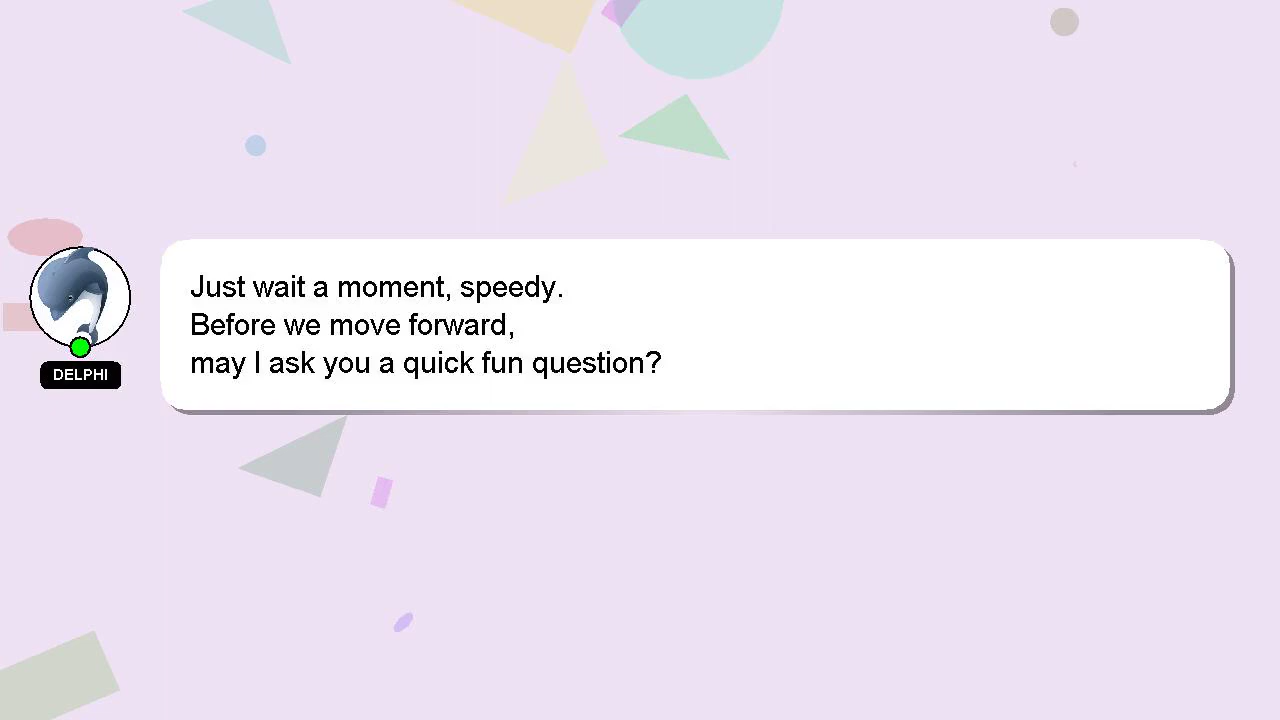 Just wait a moment, speedy.
Before we move forward,
may I ask you a quick fun question?
DELPHI